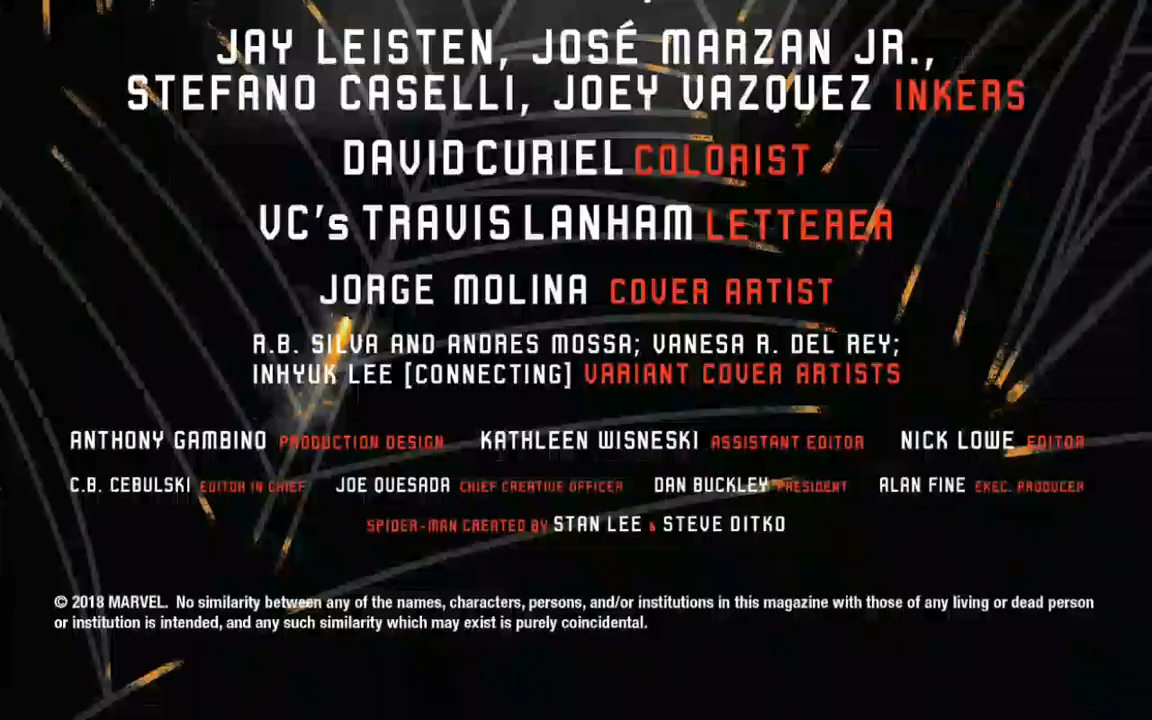 JAY LEISTEN, JOSÉ MARZAN JR.,
STEFANO CASELLI, JOEY VAZQUEZ INKERS
DAVID CURIEL COLORIST
VC's TRAVIS LANHAM LETTERER
JORGE MOLINA COVER ARTIST
R.B. SILVA AND ANDRES MOSSA; VANESA R. DEL REY;
INHYUK LEE [CONNECTING] VARIANT COVER ARTISTS
ANTHONY GAMBINO PRODUCTION DESIGN KATHLEEN WISNESKI ASSISTANT EDITOR NICK LOWE EDITOR
C.B. CEBULSKI EDITOR IN CHIEF JOE QUESADA CHIEF CREATIVE OFFICER DAN BUCKLEY PRESIDENT ALAN FINE EXEC. PRODUCER
SPIDER-MAN CREATED BY STAN LEE & STEVE DITKO
© 2018 MARVEL. No similarity between any of the names, characters, persons, and/or institutions in this magazine with those of any living or dead person
or institution is intended, and any such similarity which may exist is purely coincidental.